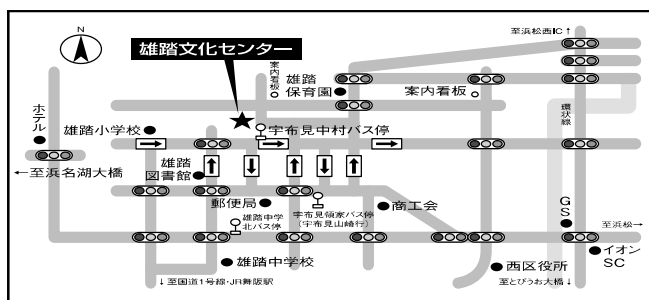 N
至浜松西IC↑
雄踏文化センター
案内看板
雄踏
保育園
案内看板
ホテル
環状線
雄踏小学校
宇布見中村バス停
←至浜名湖大橋
雄踏
図書館
郵便局
雄踏中学
北バス停
宇布見領家バス停
(宇布見山崎行)
商工会
GS
至浜松→
イオン
SC
雄踏中学校
西区役所
↓至国道1号線・JR舞阪駅
至とびうお大橋↓